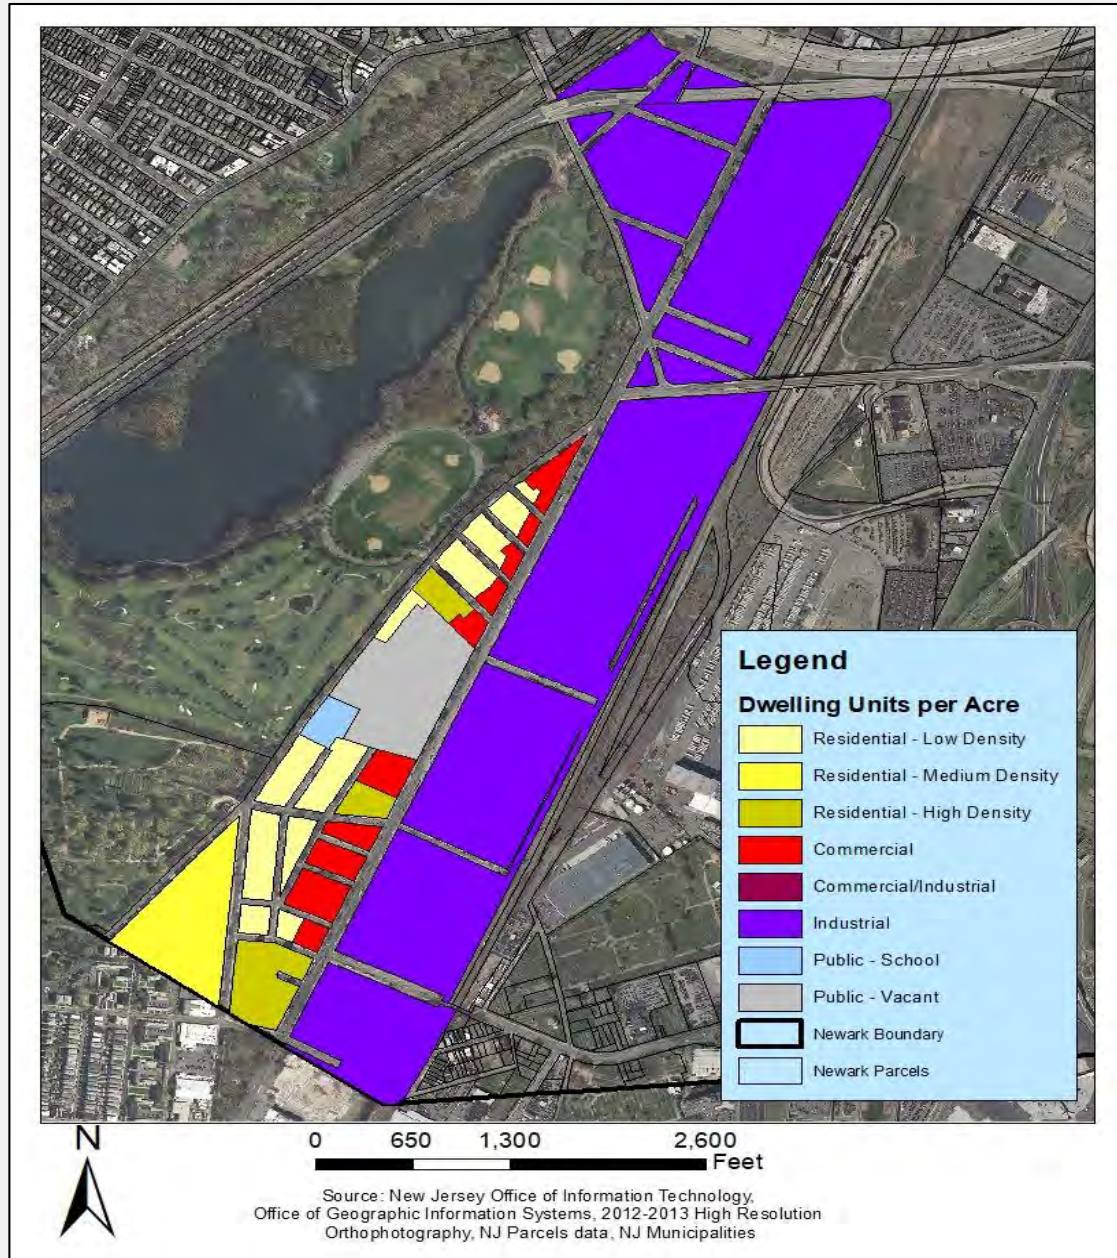 Legend
Dwelling Units per Acre
Residential - Low Density
Residential - Medium Density
Residential - High Density
Commercial
Commercial/Industrial
Industrial
Public - School
Public - Vacant
Newark Boundary
Newark Parcels
N
0 650 1,300 2,600
Feet
Source: New Jersey Office of Information Technology,
Office of Geographic Information Systems, 2012-2013 High Resolution
Orthophotography, NJ Parcels data, NJ Municipalities